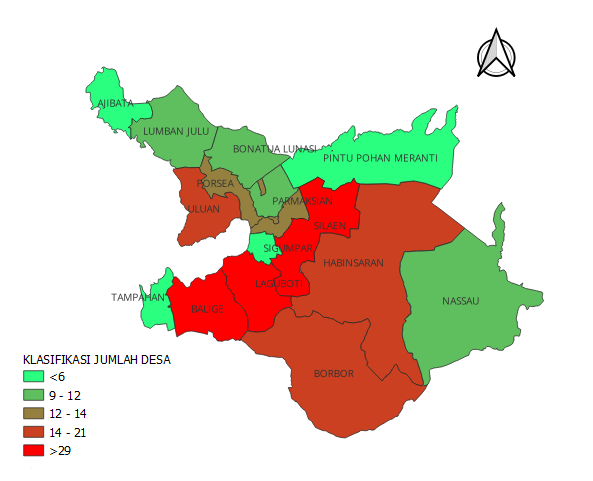 AJIBATA
LUMBAN JULU
BONATUA LUNASI
PINTU POHAN MERANTI
PORSEA
PARMAKSIAN
ULUAN
SILAEN
SIGUMPAR
HABINSARAN
LAGUBOTI
TAMPAHAN
BALIGE
NASSAU
BORBOR
KLASIFIKASI JUMLAH DESA
<6
9 - 12
12 - 14
14 - 21
>29